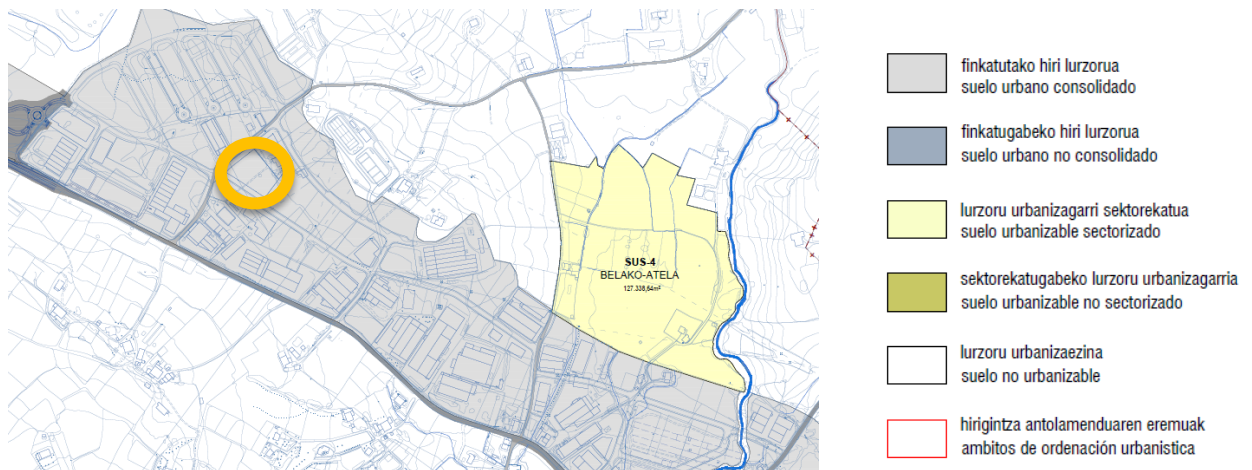 SUS-4
BELAKO-ATELA
127.338,64m²
finkatutako hiri lurzorua
suelo urbano consolidado
finkatugabeko hiri lurzorua
suelo urbano no consolidado
lurzoru urbanizagarri sektorekatua
suelo urbanizable sectorizado
sektorekatugabeko lurzoru urbanizagarria
suelo urbanizable no sectorizado
lurzoru urbanizaezina
suelo no urbanizable
hirigintza antolamenduaren eremuak
ambitos de ordenación urbanistica